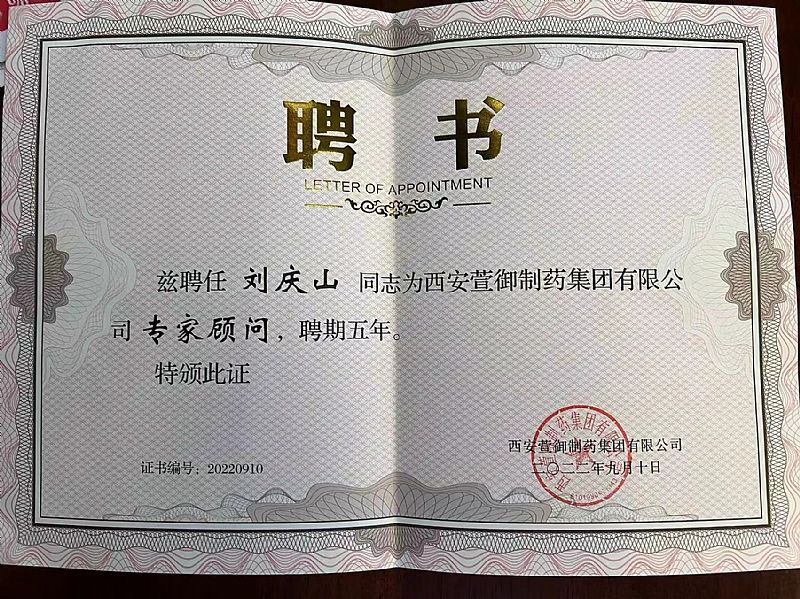 聘 书
LETTER OF APPOINTMENT
兹聘任 刘庆山 同志为西安萱御制药集团有限公
司 专家顾问，聘期五年。
特颁此证
西安萱御制药集团有限公司
证书编号：20220910
二〇二二年九月十日